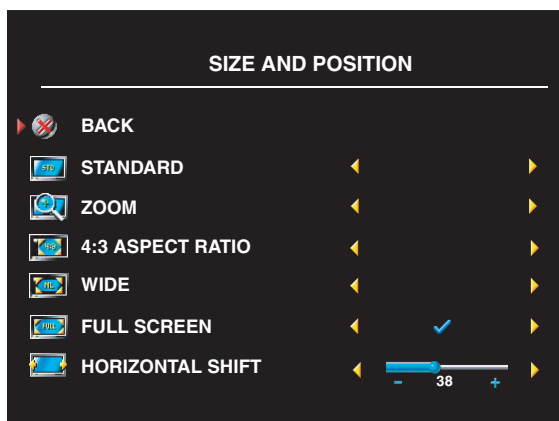 SIZE AND POSITION
BACK
STD
STANDARD
ZOOM
4:3
4:3 ASPECT RATIO
NL
WIDE
FULL
FULL SCREEN
HORIZONTAL SHIFT
- 38 +